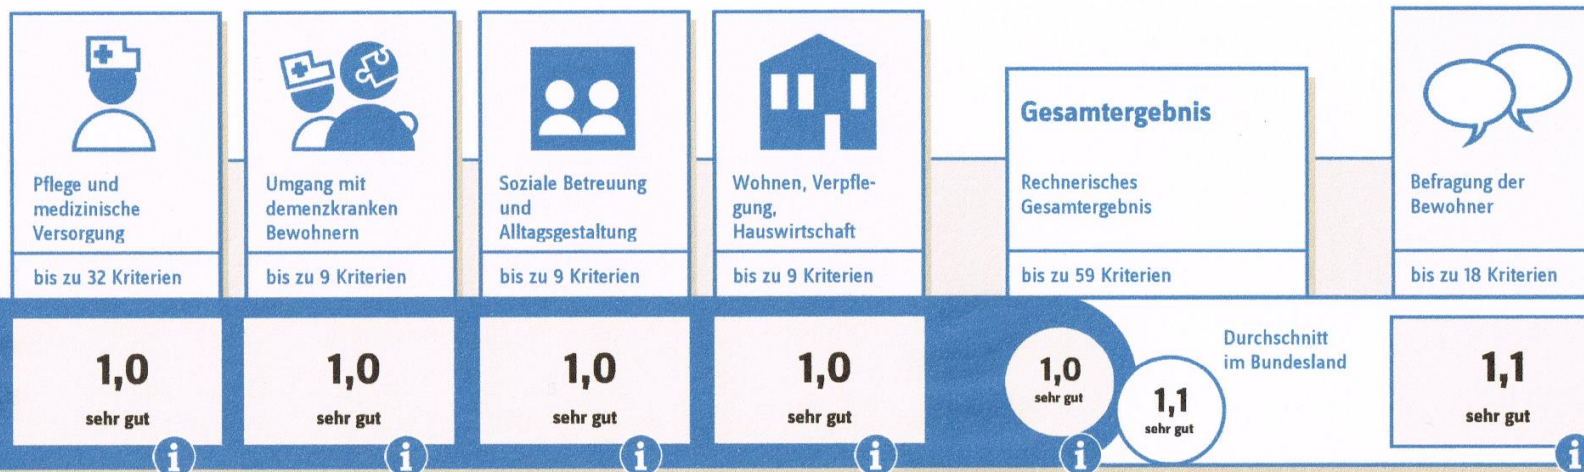 Pflege und
medizinische
Versorgung
bis zu 32 Kriterien
1,0
sehr gut
i
Umgang mit
demenzkranken
Bewohnern
bis zu 9 Kriterien
1,0
sehr gut
i
Soziale Betreuung
und
Alltagsgestaltung
bis zu 9 Kriterien
1,0
sehr gut
i
Wohnen, Verpfle-
gung,
Hauswirtschaft
bis zu 9 Kriterien
1,0
sehr gut
i
Gesamtergebnis
Rechnerisches
Gesamtergebnis
bis zu 59 Kriterien
1,0
sehr gut
i
Durchschnitt
im Bundesland
1,1
sehr gut
Befragung der
Bewohner
bis zu 18 Kriterien
1,1
sehr gut
i